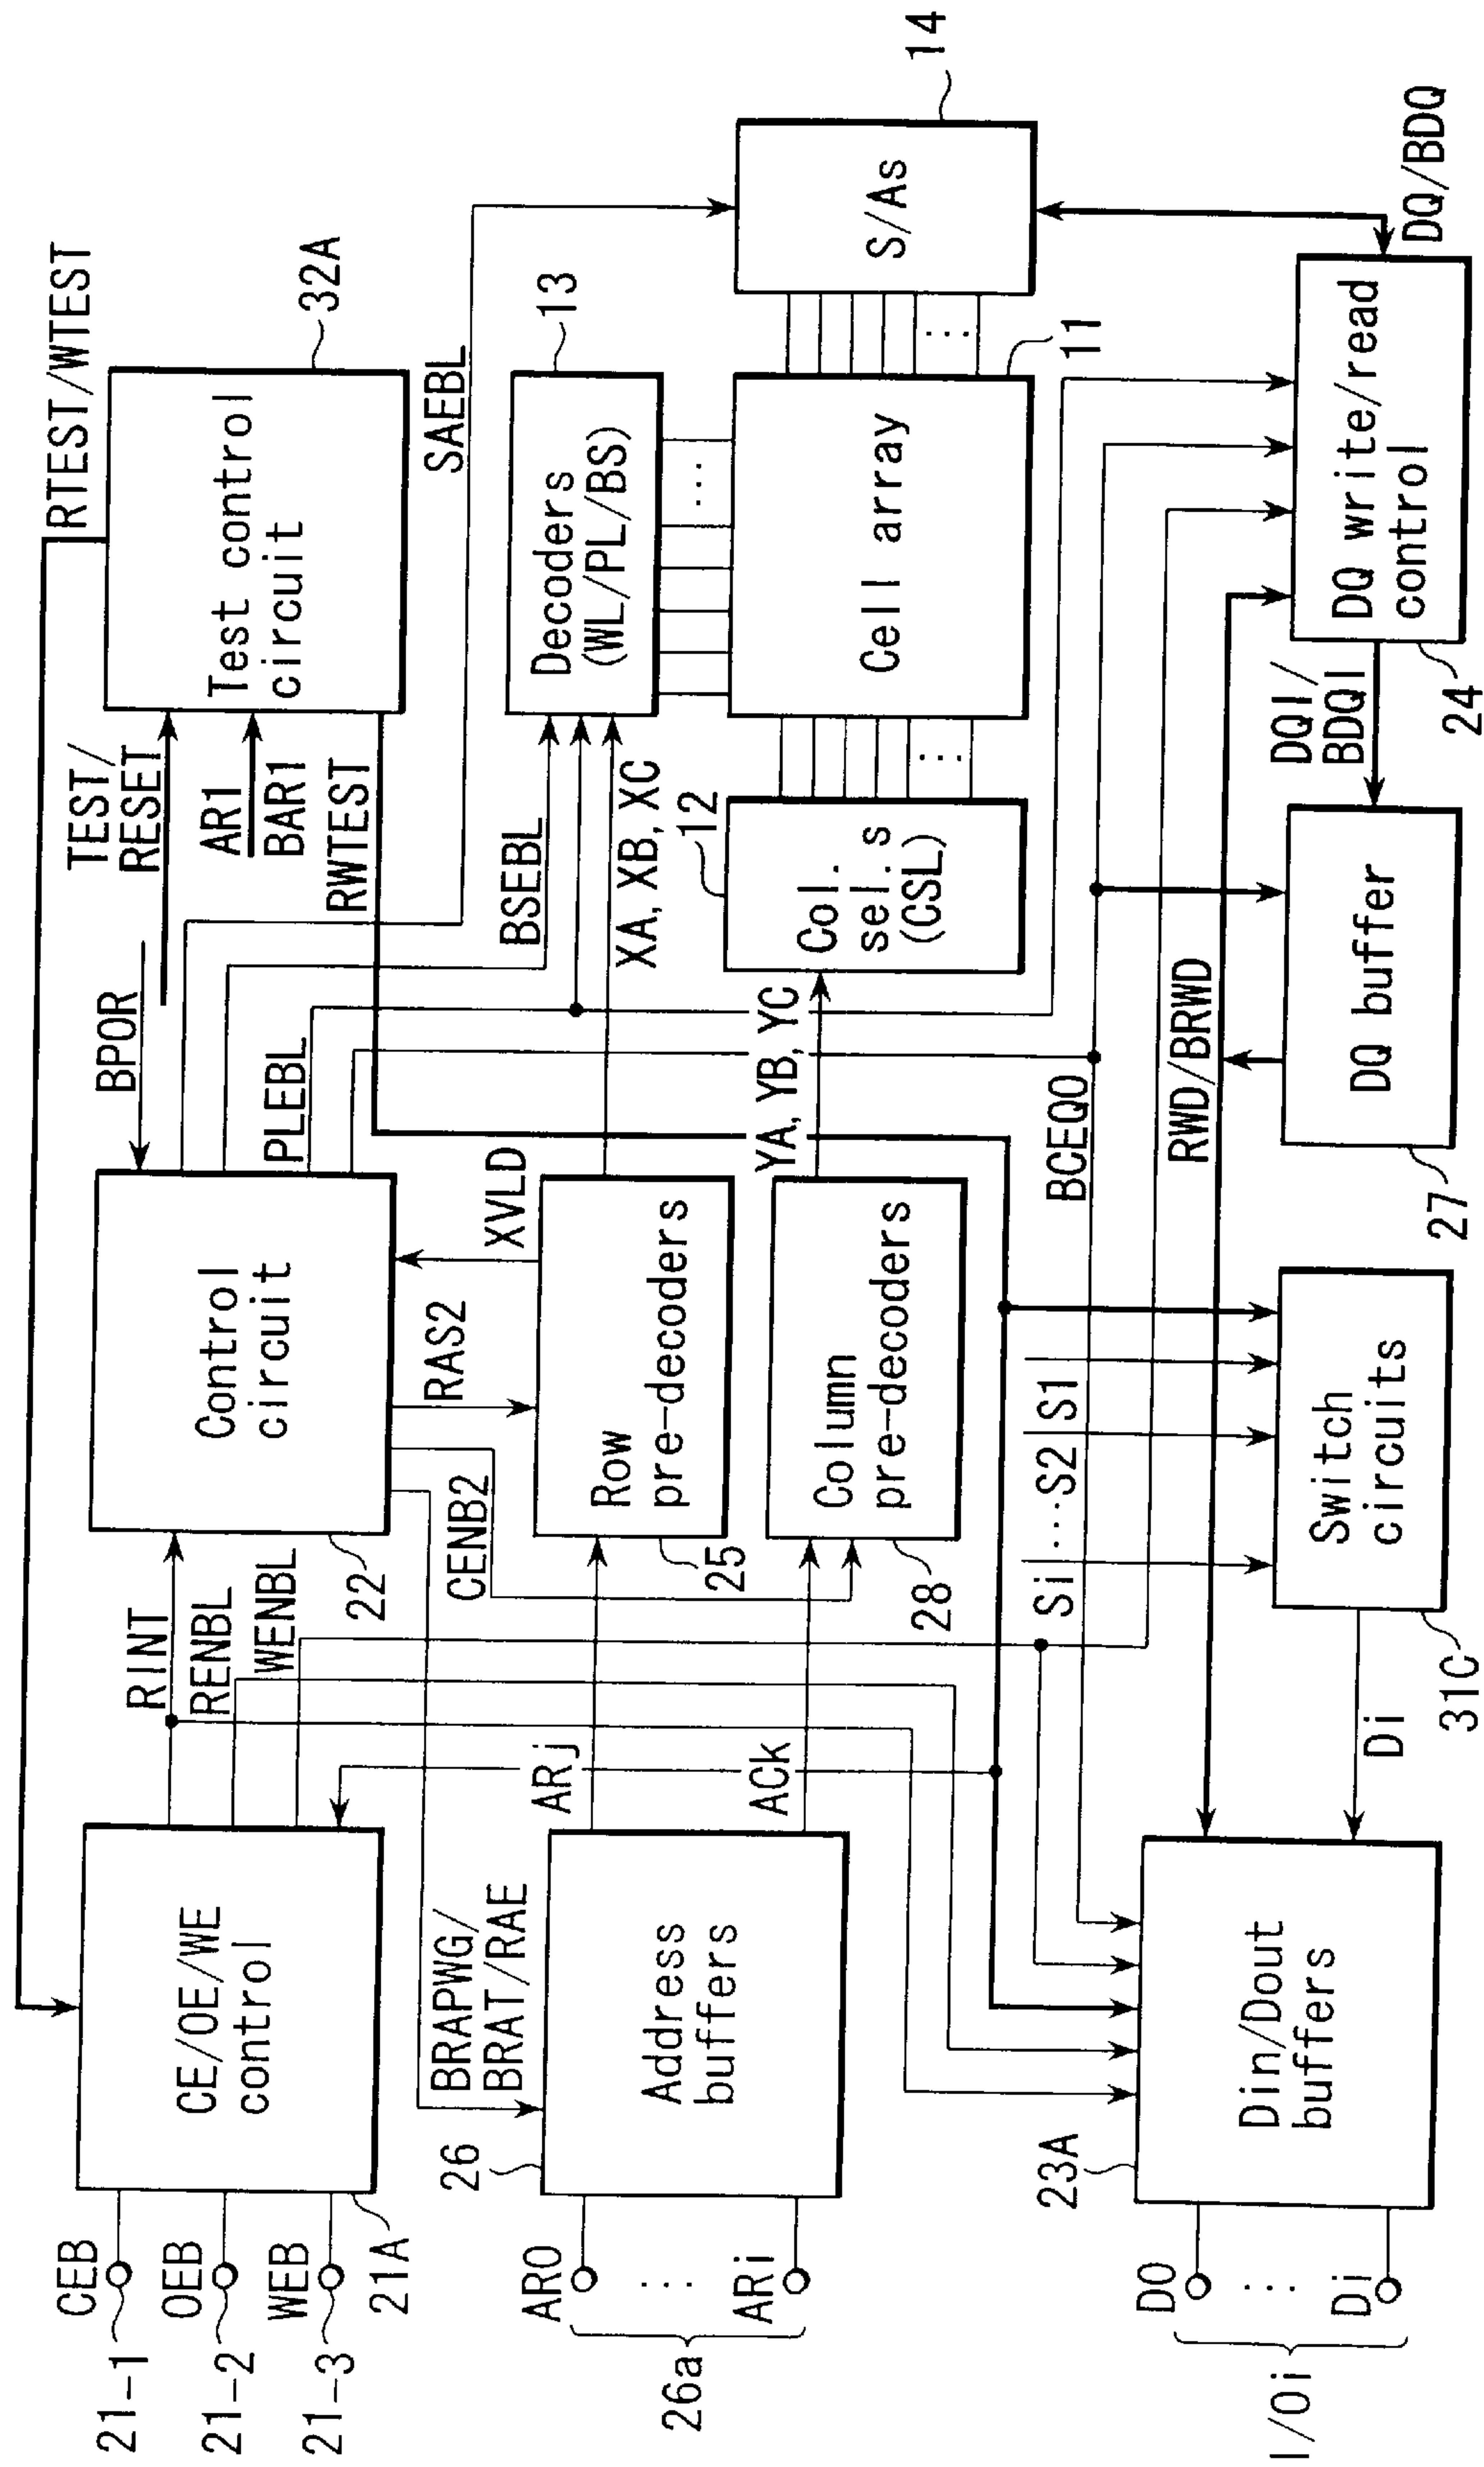 RTEST/WTEST
TEST/
RESET
BPOR
AR1
BAR1
Test control
circuit
32A
CEB
21-1
OEB
21-2
WEB
21-3
CE/OE/WE
control
21A
RINT
RENBL
WENBL
Control
circuit
22
PLEBL
RWTEST
SAEBL
BRAPWG/
BRAT/RAE
CENB2
RAS2
XVLD
BSEBL
Decoders
(WL/PL/BS)
13
26
AR0
⋮
ARi
26a
Address
buffers
ARj
ACk
Row
pre-decoders
25
XA, XB, XC
Column
pre-decoders
28
YA, YB, YC
Col.
sel.s
(CSL)
12
...
Cell array
11
...
...
S/As
14
BCEQ0
Si...S2 S1
RWD/BRWD
23A
D0
⋮
Di
I/Oi
Din/Dout
buffers
Di
Switch
circuits
31C
DQ buffer
27
DQI/
BDQI
DQ write/read
control
24
DQ/BDQ